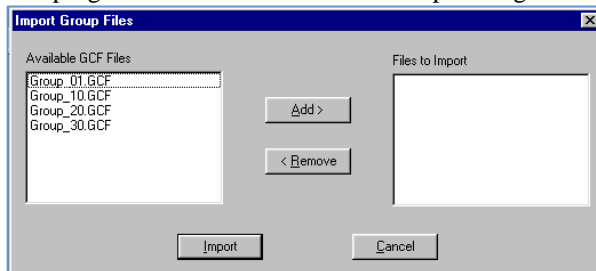 Import Group Files
Available GCF Files
Files to Import
Group_01.GCF
Group_10.GCF
Group_20.GCF
Group_30.GCF
Add >
< Remove
Import
Cancel